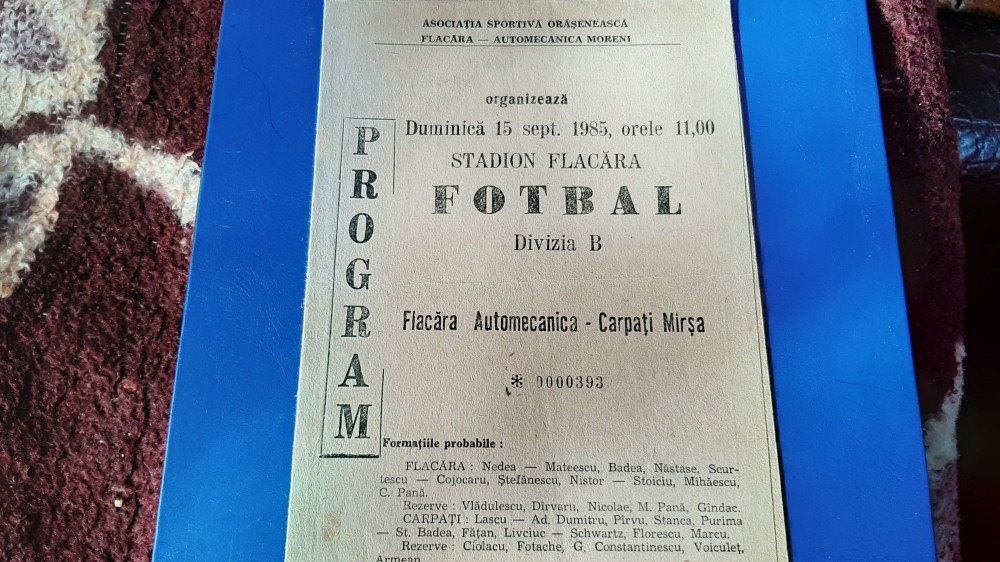 ASOCIAȚIA SPORTIVĂ ORĂȘENEASCĂ
FLACĂRA — AUTOMECANICA MORENI
organizează
Duminică 15 sept. 1985, orele 11,00
STADION FLACĂRA
FOTBAL
Divizia B
PROGRAM
Flacăra Automecanica - Carpați Mirșa
* 0000393
Formațiile probabile :
FLACĂRA : Nedea — Mateescu, Badea, Năstase, Scur-
tescu — Cojocaru, Ștefănescu, Nistor — Stoiciu, Mihăescu,
C. Pană.
Rezerve : Vlădulescu, Dîrvaru, Nicolae, M. Pană, Gîndac.
CARPAȚI : Lascu — Ad. Dumitru, Pîrvu, Stanca, Purima
— St. Badea, Fățan, Livciuc — Schwartz, Florescu, Marcu.
Rezerve : Ciolacu, Fotache, G. Constantinescu, Voiculeț,
Armean